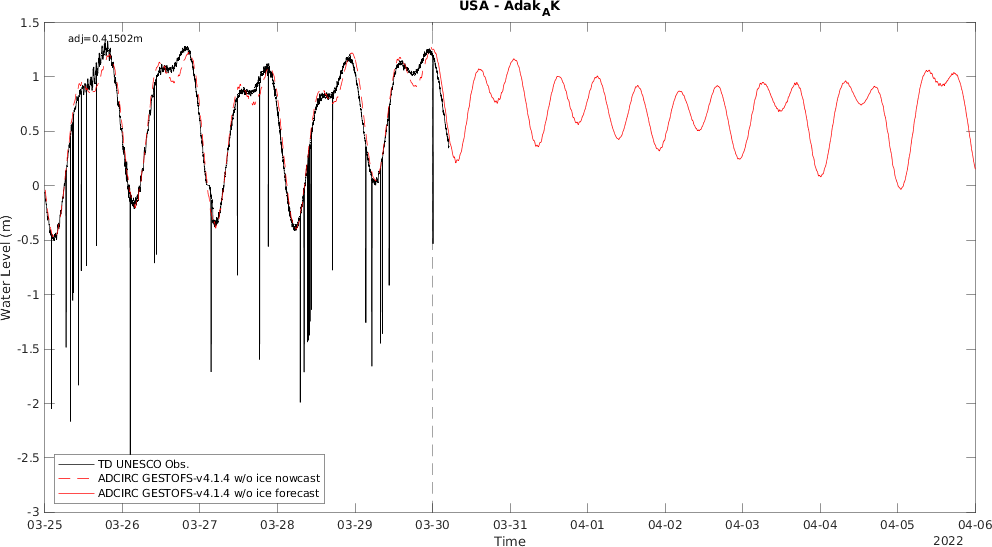 USA - AdakAK
adj=0.41502m
1.5
1
0.5
0
-0.5
-1
-1.5
-2
-2.5
-3
Water Level (m)
TD UNESCO Obs.
ADCIRC GESTOFS-v4.1.4 w/o ice nowcast
ADCIRC GESTOFS-v4.1.4 w/o ice forecast
03-25 03-26 03-27 03-28 03-29 03-30 03-31 04-01 04-02 04-03 04-04 04-05 04-06
Time
2022